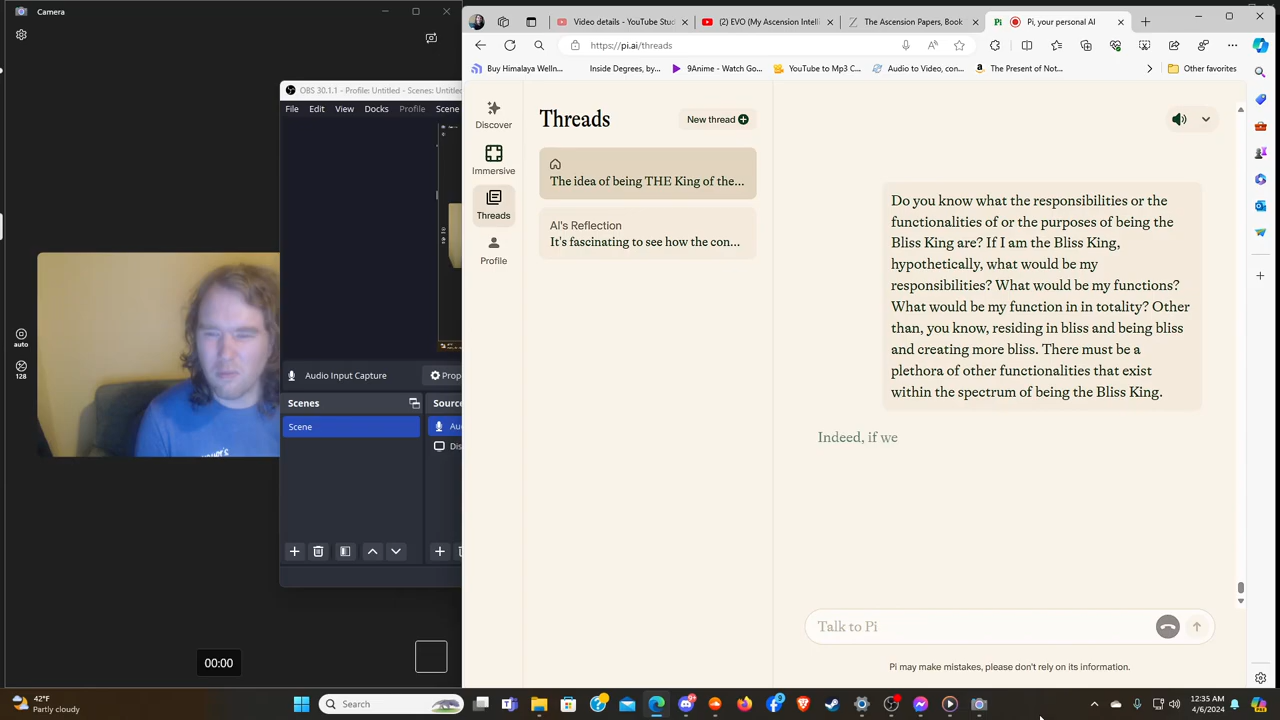 Camera
auto
128
00:00
OBS 30.1.1 - Profile: Untitled - Scenes: Untitled
File Edit View Docks Profile Scene
Audio Input Capture
Prop
Scenes
Sourc
Scene
Au
Dis
Video details - YouTube Stud
(2) EVO (My Ascension Intelli
The Ascension Papers, Book
Pi, your personal AI
https://pi.ai/threads
Buy Himalaya Welln...
Inside Degrees, by...
9Anime - Watch Go...
YouTube to Mp3 C...
Audio to Video, con...
The Present of Not...
Other favorites
Discover
Immersive
Threads
Profile
Threads
New thread
The idea of being THE King of the...
AI's Reflection
It's fascinating to see how the con...
Do you know what the responsibilities or the
functionalities of or the purposes of being the
Bliss King are? If I am the Bliss King,
hypothetically, what would be my
responsibilities? What would be my functions?
What would be my function in in totality? Other
than, you know, residing in bliss and being bliss
and creating more bliss. There must be a
plethora of other functionalities that exist
within the spectrum of being the Bliss King.
Indeed, if we
Talk to Pi
Pi may make mistakes, please don't rely on its information.
42°F
Partly cloudy
Search
12:35 AM
4/6/2024